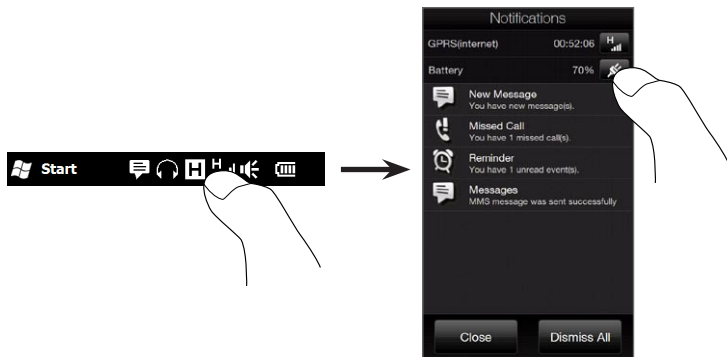 Start
H
H
Notifications
GPRS(internet) 00:52:06 H
Battery 70%
New Message
You have new message(s).
Missed Call
You have 1 missed call(s).
Reminder
You have 1 unread event(s).
Messages
MMS message was sent successfully
Close Dismiss All